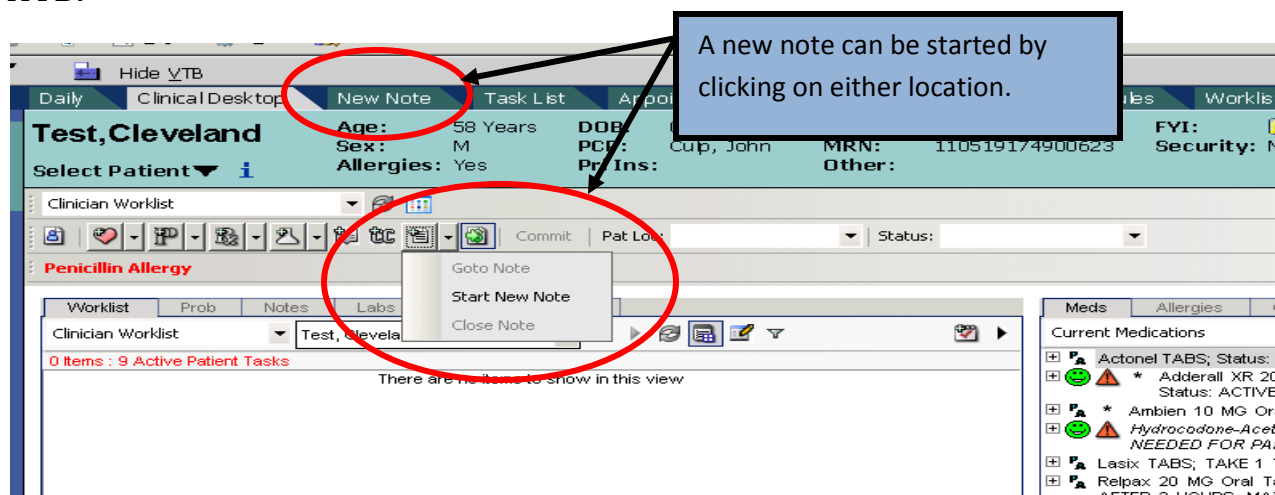 A new note can be started by
clicking on either location.
Hide VTB
Daily Clinical Desktop New Note Task List Worklis
Test,Cleveland Age: 58 Years DOB: FYI:
Sex: M PCP: Culp, John MRN: 110519174900623 Security:
Select Patient i Allergies: Yes Pri Ins: Other:
Clinician Worklist
Commit Pat Loc: Status:
Penicillin Allergy
Goto Note
Start New Note
Close Note
Worklist Prob Notes Labs Meds Allergies
Clinician Worklist Test, Clevela Current Medications
0 Items : 9 Active Patient Tasks Actonel TABS; Status:
There are no items to show in this view * Adderall XR 20
Status: ACTIVE
* Ambien 10 MG Or
Hydrocodone-Acet
NEEDED FOR PA
Lasix TABS; TAKE 1
Relpax 20 MG Oral Ta